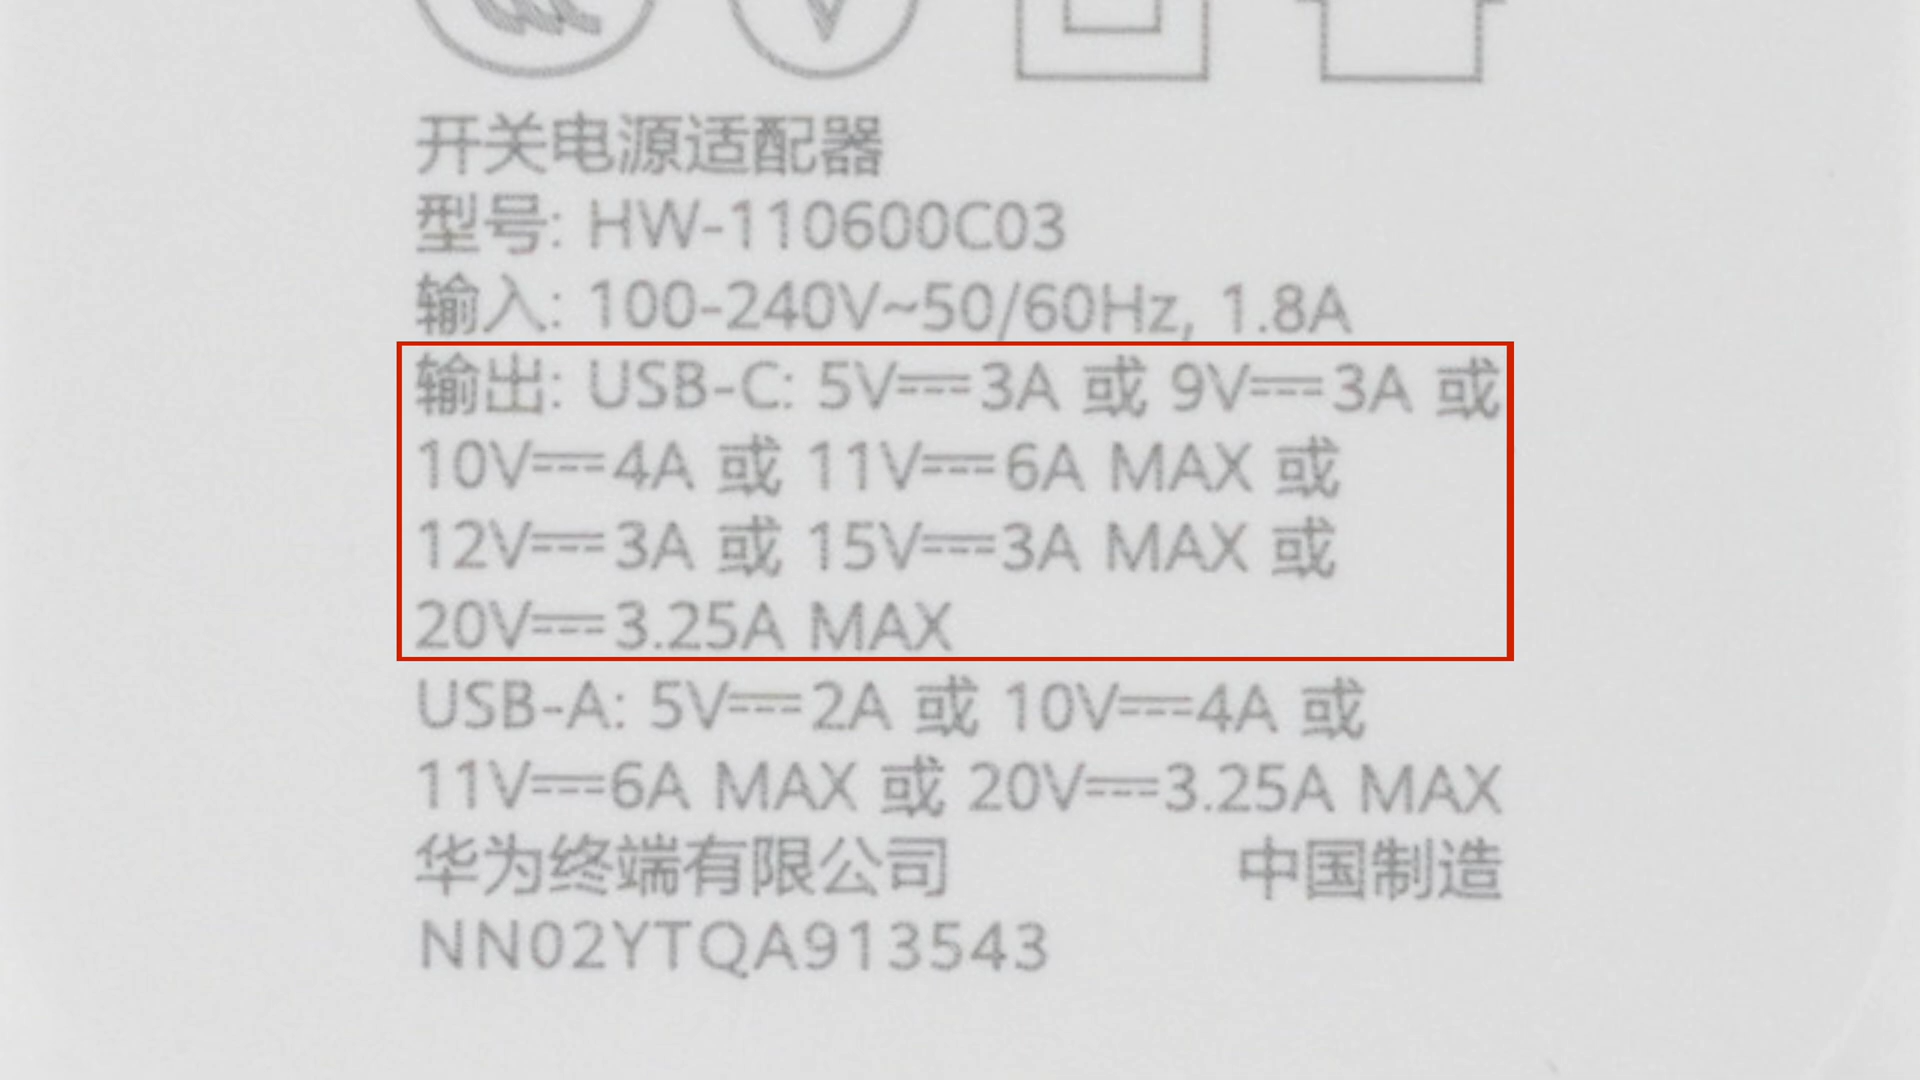 开关电源适配器
型号: HW-110600C03
输入: 100-240V~50/60Hz, 1.8A
输出: USB-C: 5V⎓3A 或 9V⎓3A 或
10V⎓4A 或 11V⎓6A MAX 或
12V⎓3A 或 15V⎓3A MAX 或
20V⎓3.25A MAX
USB-A: 5V⎓2A 或 10V⎓4A 或
11V⎓6A MAX 或 20V⎓3.25A MAX
华为终端有限公司 中国制造
NN02YTQA913543